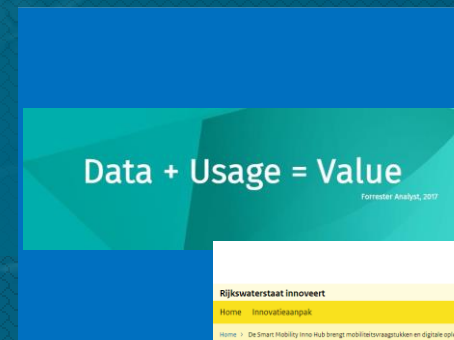 Data + Usage = Value
Forrester Analyst, 2017
Rijkswaterstaat innoveert
Home Innovatieaanpak
Home > De Smart Mobility Inno Hub brengt mobiliteitsvraagstukken en digitale